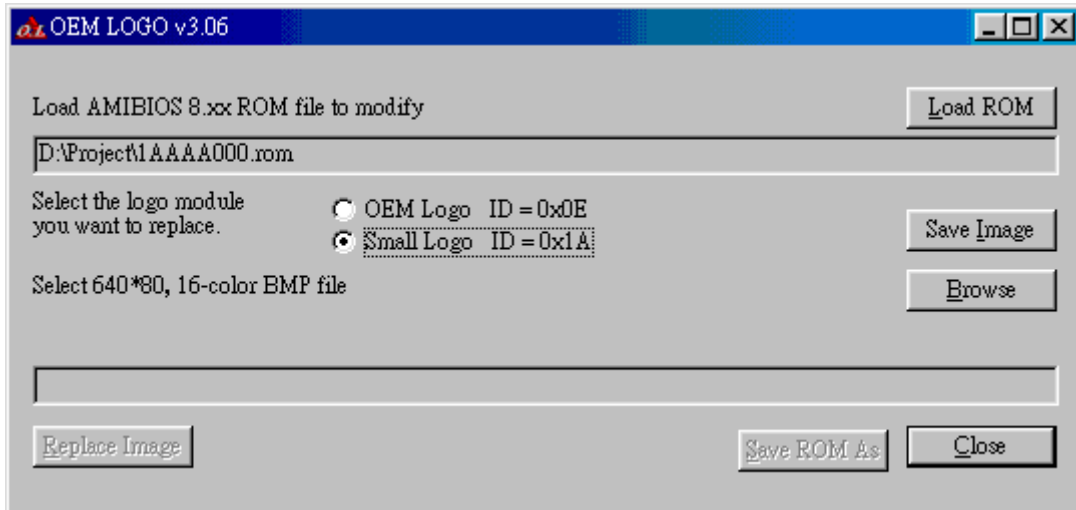 OEM LOGO v3.06
Load AMIBIOS 8.xx ROM file to modify
Load ROM
D:\Project\1AAAA000.rom
Select the logo module
you want to replace.
OEM Logo ID = 0x0E
Small Logo ID = 0x1A
Save Image
Select 640*80, 16-color BMP file
Browse
Replace Image
Save ROM As
Close